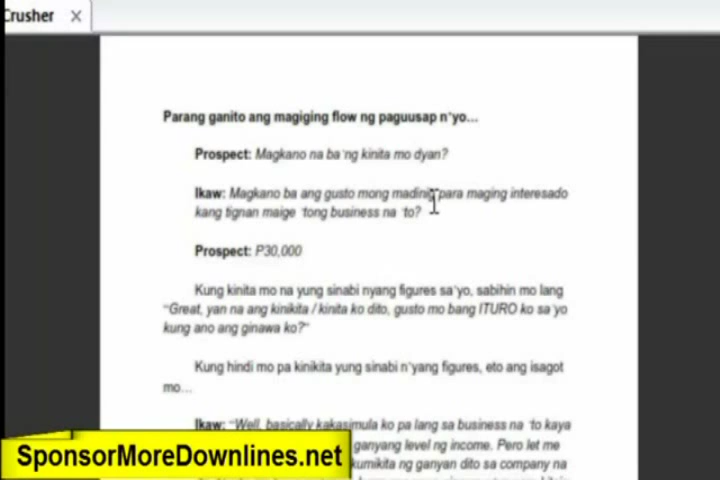 Crusher
Parang ganito ang magiging flow ng paguusap n'yo...
Prospect: Magkano na ba'ng kinita mo dyan?
Ikaw: Magkano ba ang gusto mong madinig para maging interesado
kang tignan maige 'tong business na 'to?
Prospect: P30,000
Kung kinita mo na yung sinabi nyang figures sa'yo, sabihin mo lang
"Great, yan na ang kinikita / kinita ko dito, gusto mo bang ITURO ko sa'yo
kung ano ang ginawa ko?"
Kung hindi mo pa kinikita yung sinabi n'yang figures, eto ang isagot
mo...
Ikaw: "Well, basically kakasimula ko pa lang sa business na 'to kaya
ganyang level ng income. Pero let me
kumikita ng ganyan dito sa company na
SponsorMoreDownlines.net